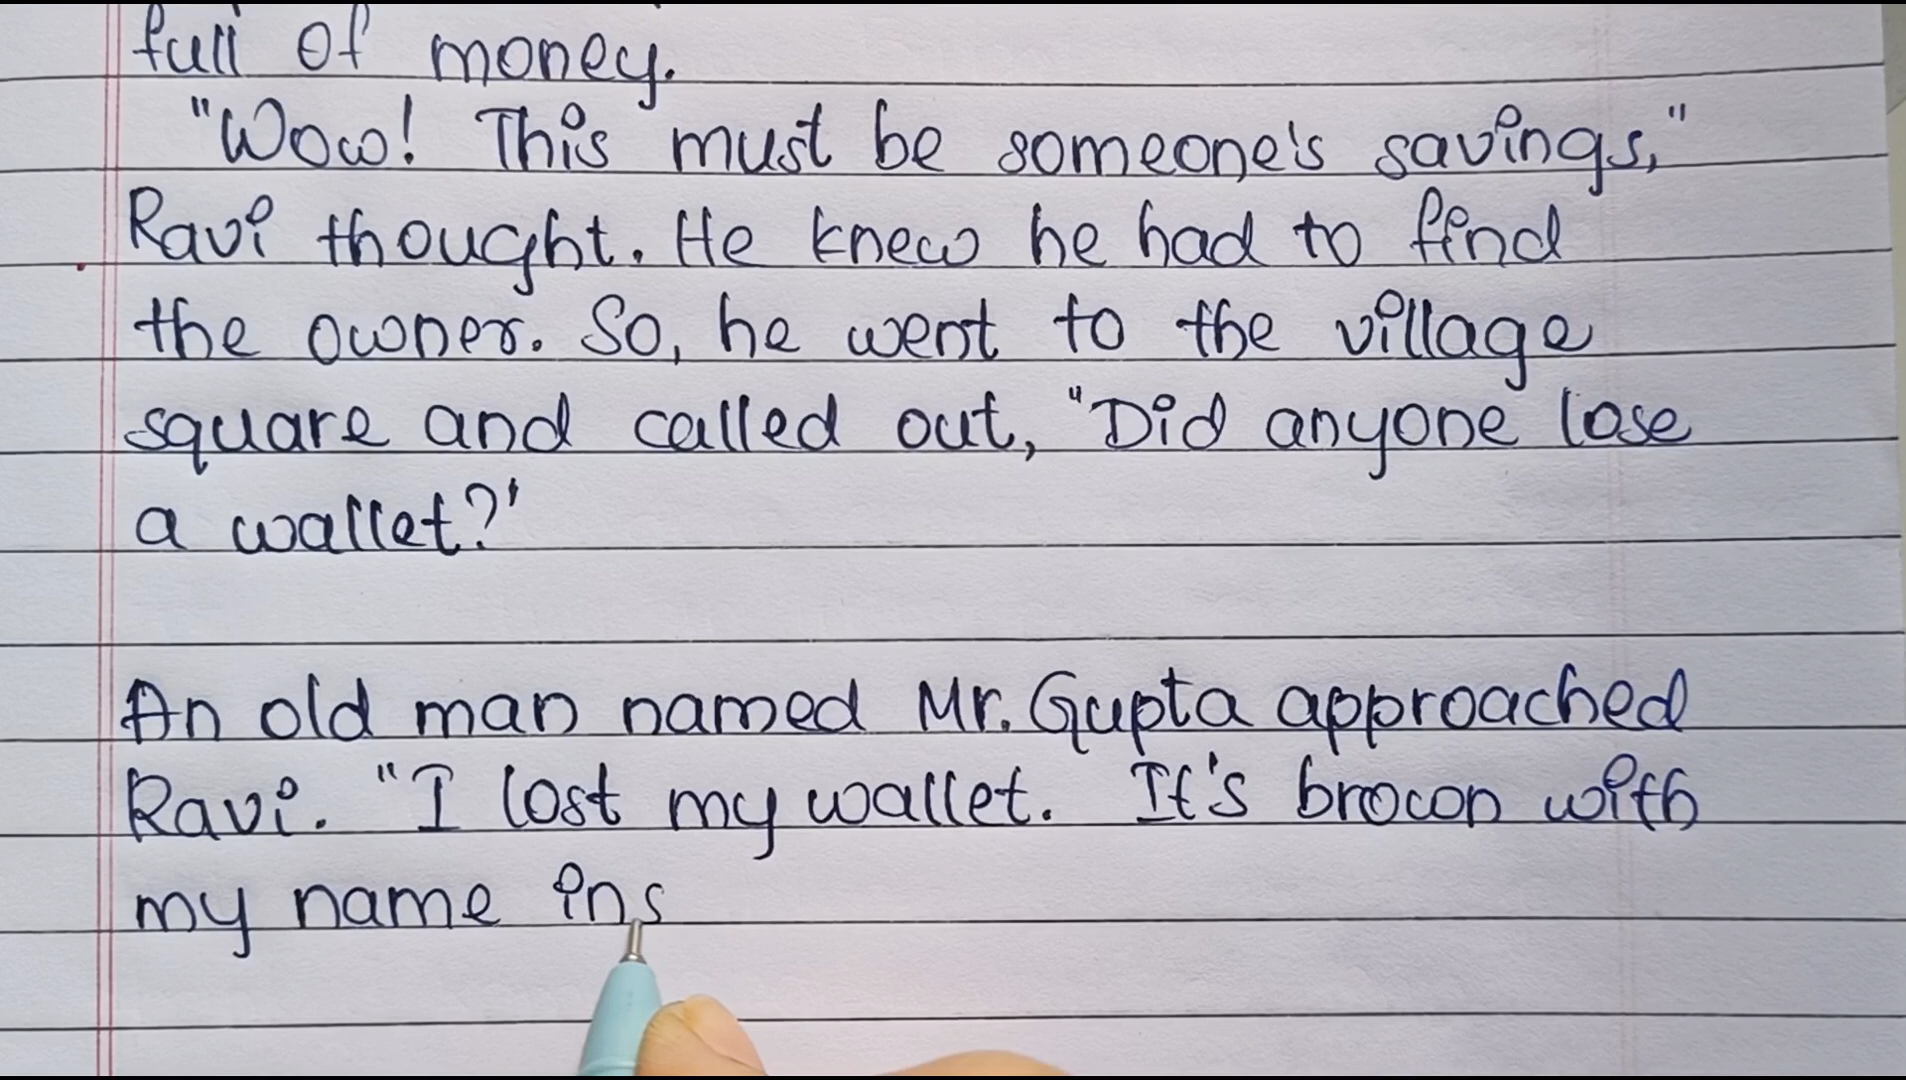 full of money.
"Wow! This must be someone's savings,"
Ravi thought. He knew he had to find
the owner. So, he went to the village
square and called out, "Did anyone lose
a wallet?'
An old man named Mr. Gupta approached
Ravi. "I lost my wallet. It's brown with
my name ins